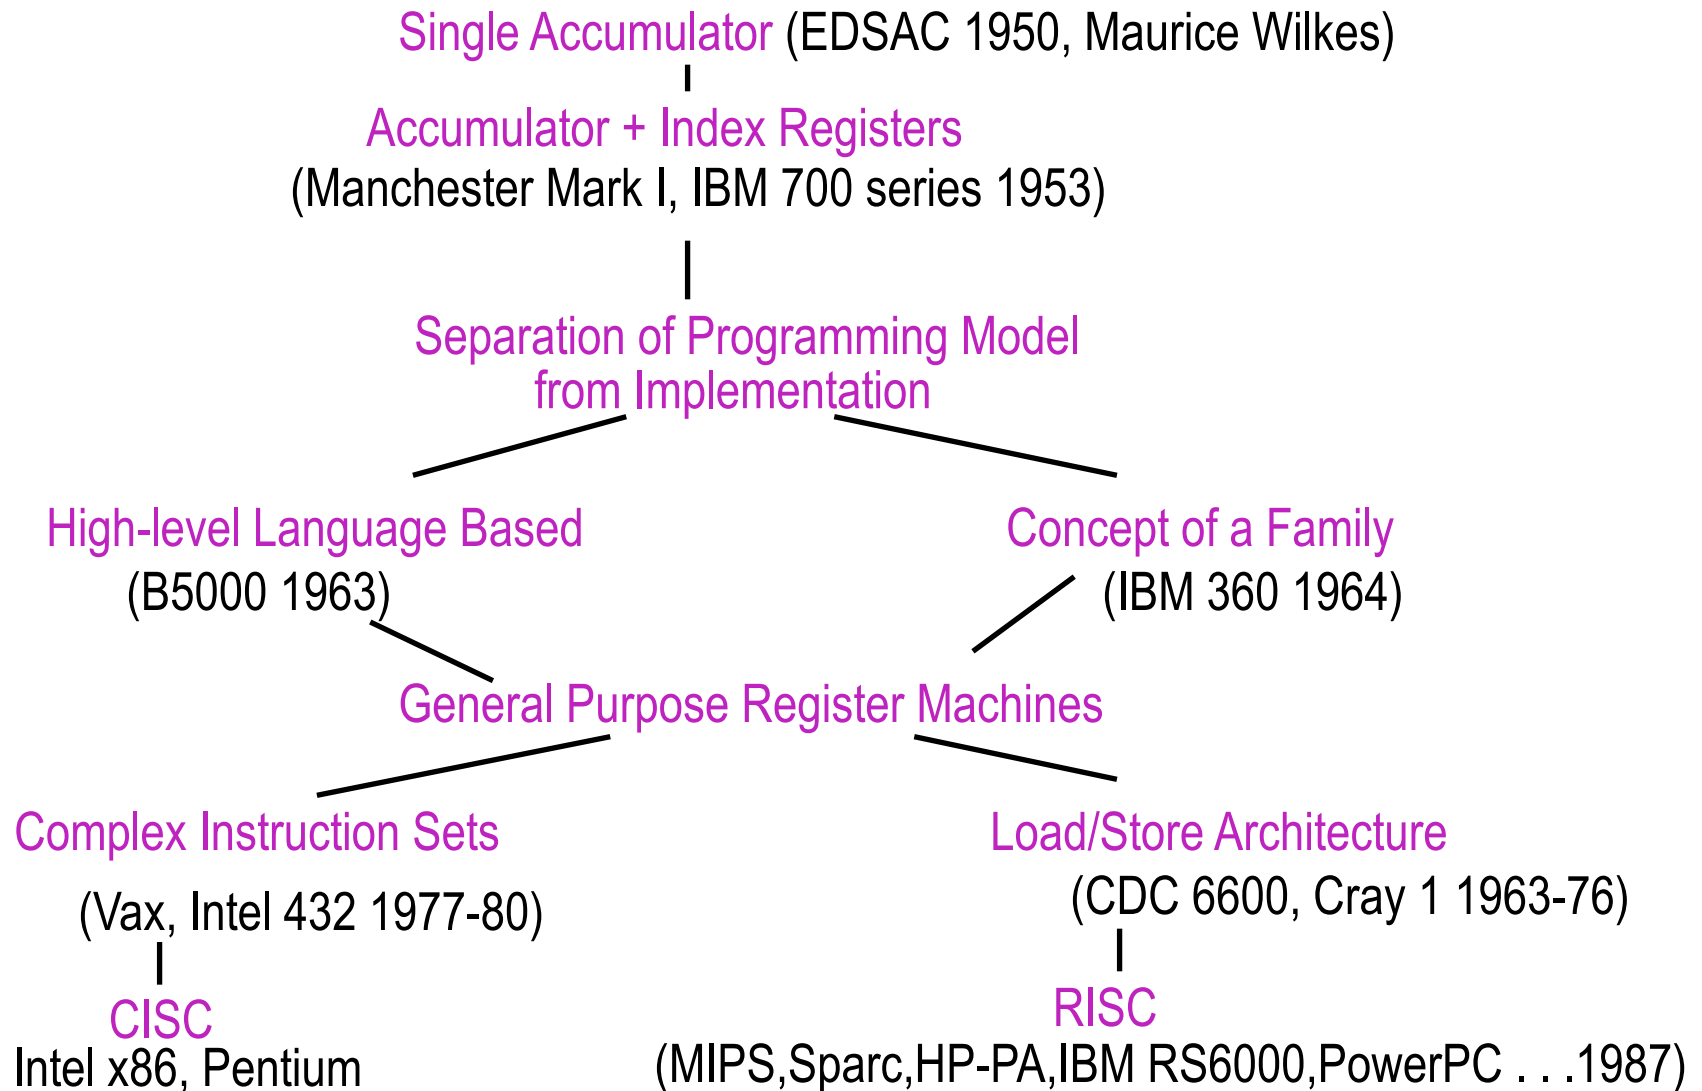 Single Accumulator (EDSAC 1950, Maurice Wilkes)
Accumulator + Index Registers
(Manchester Mark I, IBM 700 series 1953)
Separation of Programming Model
from Implementation
High-level Language Based
(B5000 1963)
Concept of a Family
(IBM 360 1964)
General Purpose Register Machines
Complex Instruction Sets
(Vax, Intel 432 1977-80)
Load/Store Architecture
(CDC 6600, Cray 1 1963-76)
CISC
Intel x86, Pentium
RISC
(MIPS,Sparc,HP-PA,IBM RS6000,PowerPC . . .1987)